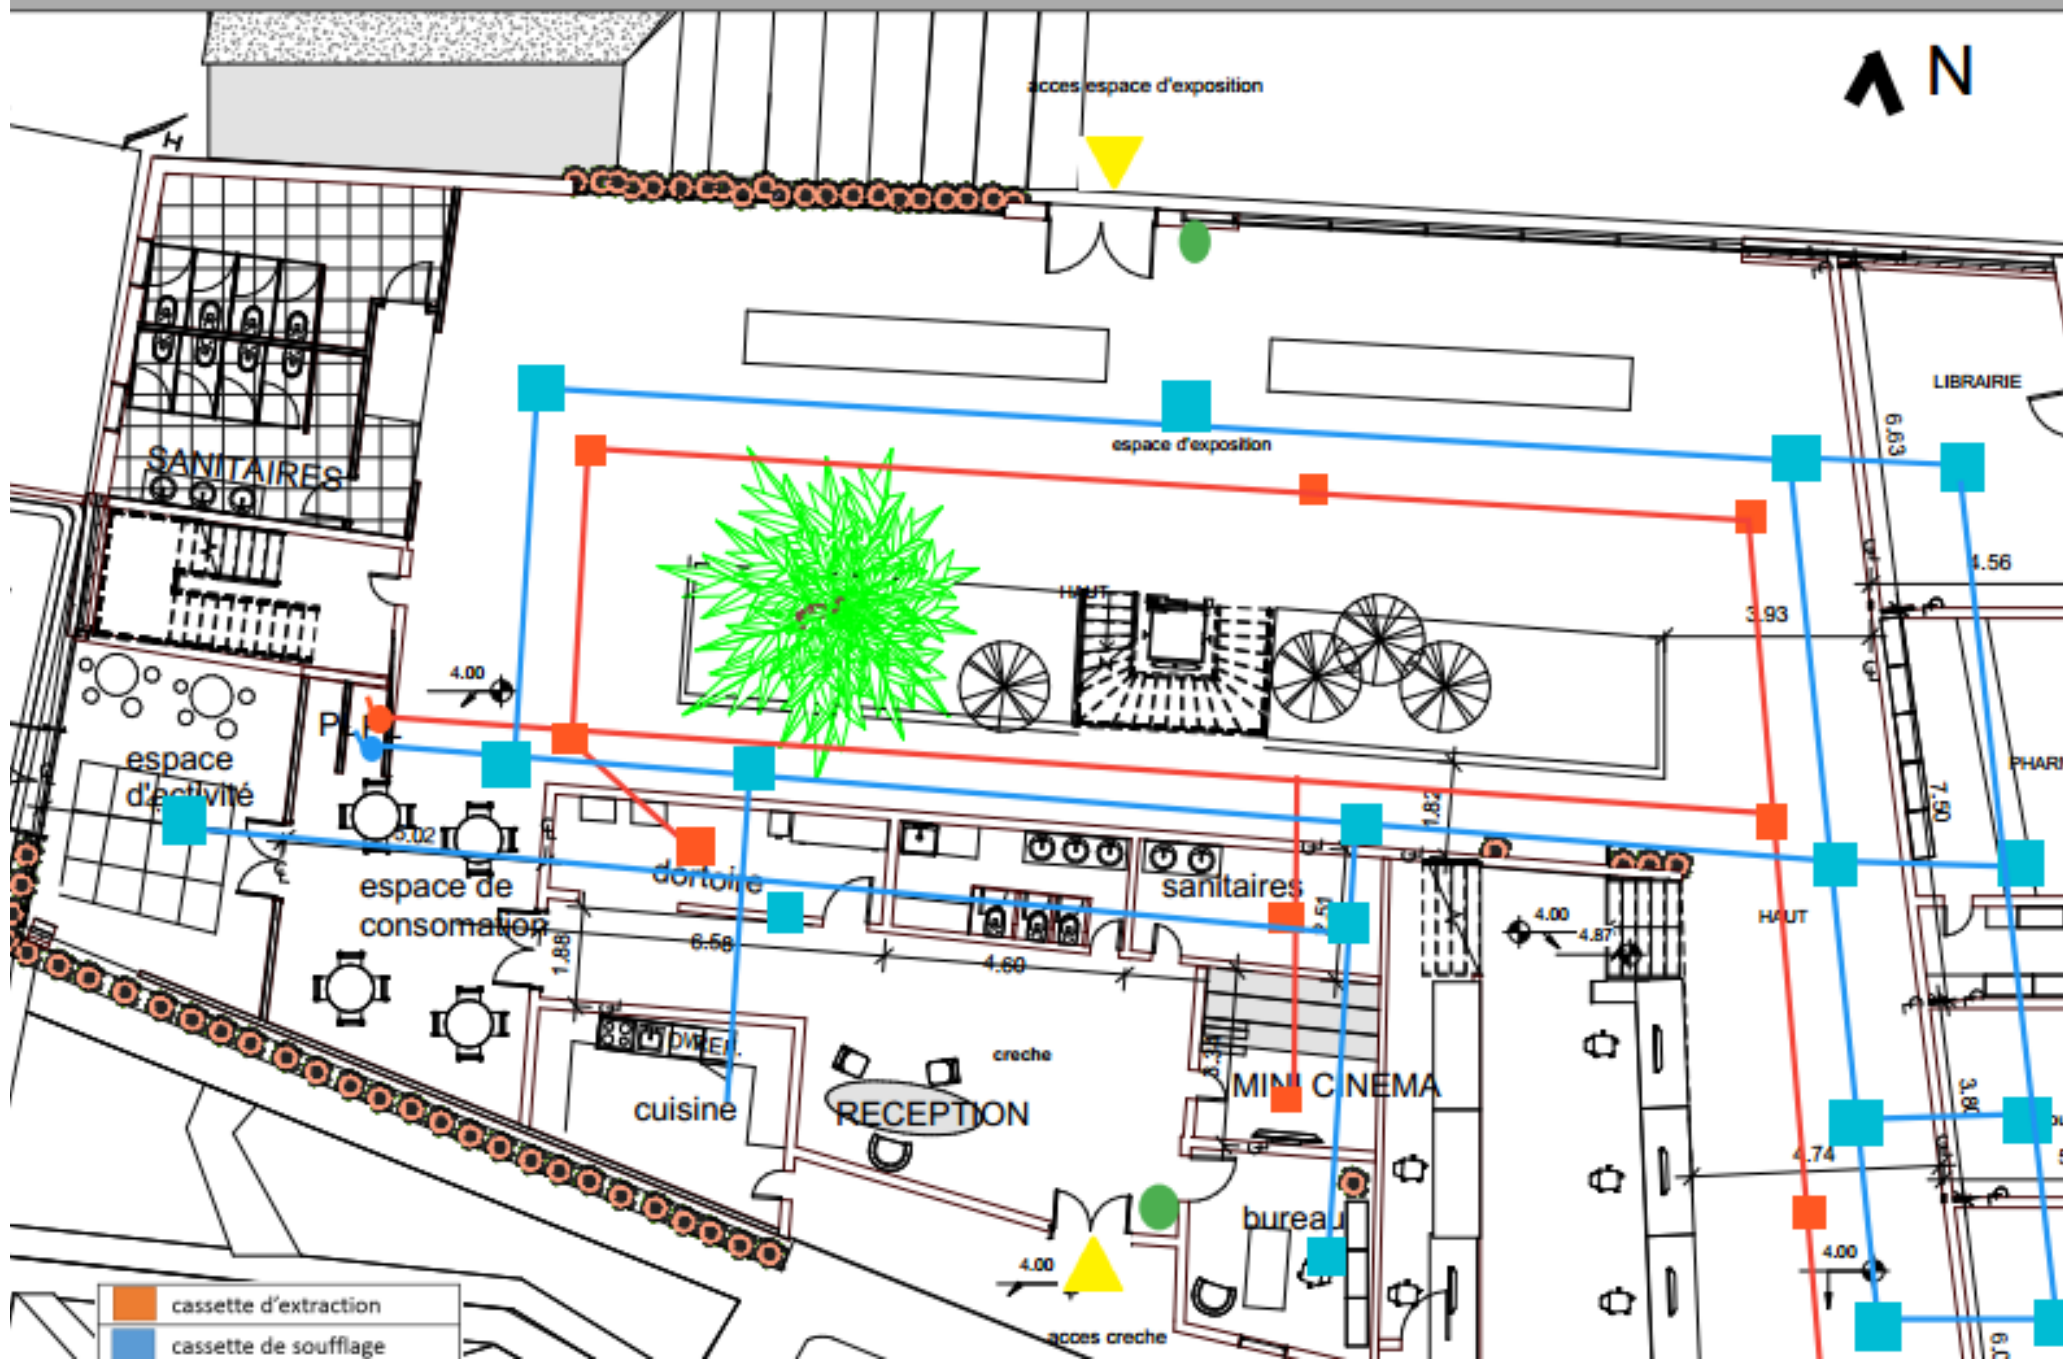 N
acces espace d'exposition
H
LIBRAIRIE
6.63
espace d'exposition
SANITAIRES
4.56
HAUT
3.93
4.00
espace
d'activité
7.50
1.82
5.02
dortoire
sanitaires
espace de
consomation
HAUT
4.00
4.87
6.58
1.88
4.60
creche
MINI CINEMA
cuisine
RECEPTION
4.74
bureau
4.00
4.00
acces creche
cassette d'extraction
cassette de soufflage